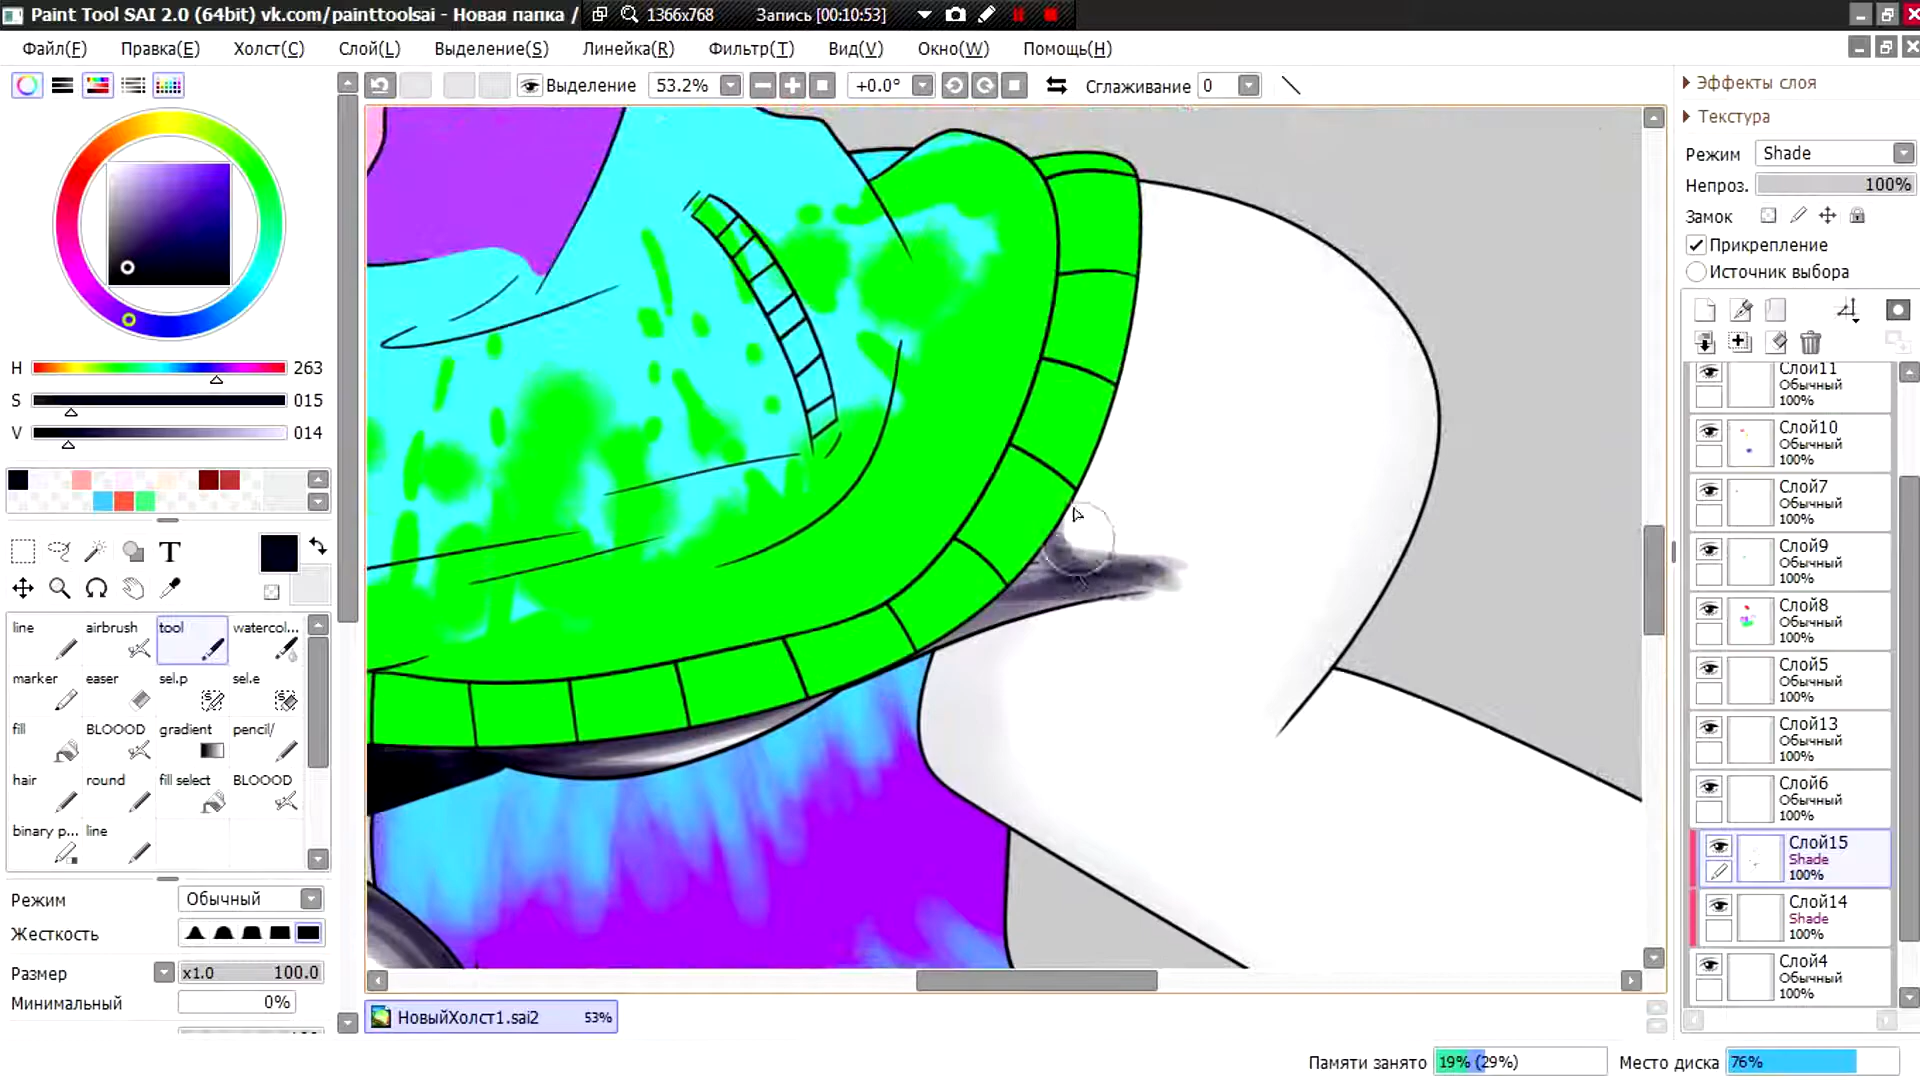 Paint Tool SAI 2.0 (64bit) vk.com/painttoolsai - Новая папка /
1366x768
Запись [00:10:53]
Файл(F) Правка(E) Холст(C) Слой(L) Выделение(S) Линейка(R) Фильтр(T) Вид(V) Окно(W) Помощь(H)
Выделение 53.2% +0.0° Сглаживание 0
Эффекты слоя
Текстура
Режим Shade
Непроз. 100%
Замок
Прикрепление
Источник выбора
H 263
S 015
V 014
T
line airbrush tool watercol...
marker easer sel.p sel.e
fill BLOOOD gradient pencil/
hair round fill select BLOOOD
binary p... line
Режим Обычный
Жесткость
Размер x1.0 100.0
Минимальный 0%
Слой11
Обычный
100%
Слой10
Обычный
100%
Слой7
Обычный
100%
Слой9
Обычный
100%
Слой8
Обычный
100%
Слой5
Обычный
100%
Слой13
Обычный
100%
Слой6
Обычный
100%
Слой15
Shade
100%
Слой14
Shade
100%
Слой4
Обычный
100%
НовыйХолст1.sai2 53%
Памяти занято 19% (29%) Место диска 76%